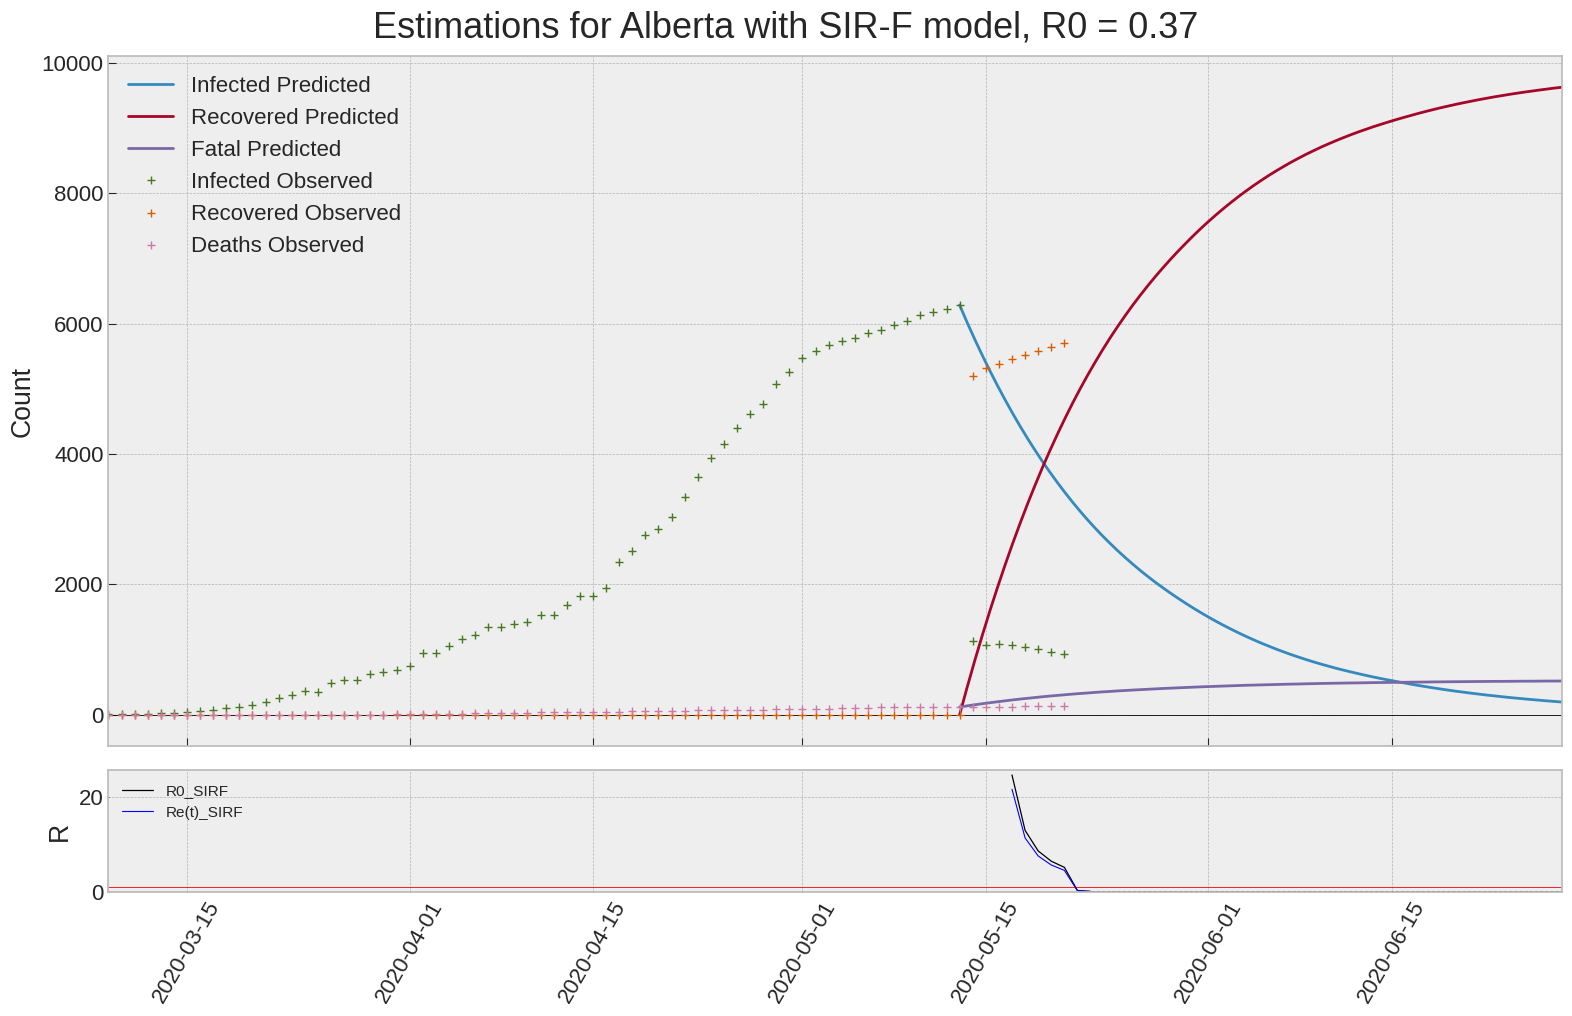 Estimations for Alberta with SIR-F model, R0 = 0.37
10000
8000
6000
4000
2000
0
Count
Infected Predicted
Recovered Predicted
Fatal Predicted
Infected Observed
Recovered Observed
Deaths Observed
20
0
R
R0_SIRF
Re(t)_SIRF
2020-03-15
2020-04-01
2020-04-15
2020-05-01
2020-05-15
2020-06-01
2020-06-15